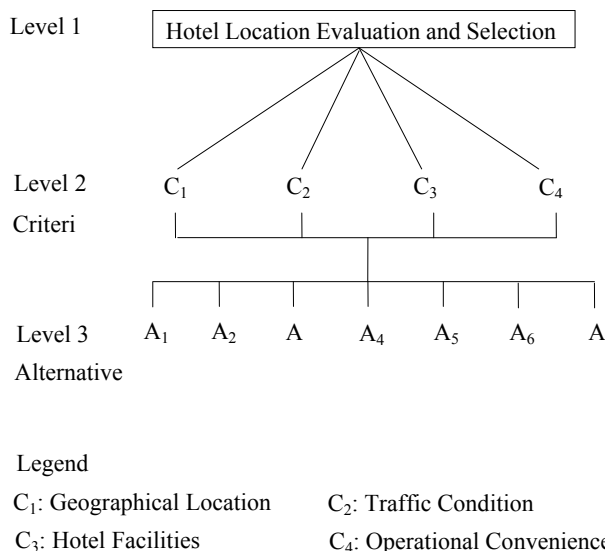 Level 1 Hotel Location Evaluation and Selection
Level 2 C₁ C₂ C₃ C₄
Criteri
Level 3 A₁ A₂ A A₄ A₅ A₆ A
Alternative
Legend
C₁: Geographical Location C₂: Traffic Condition
C₃: Hotel Facilities C₄: Operational Convenience